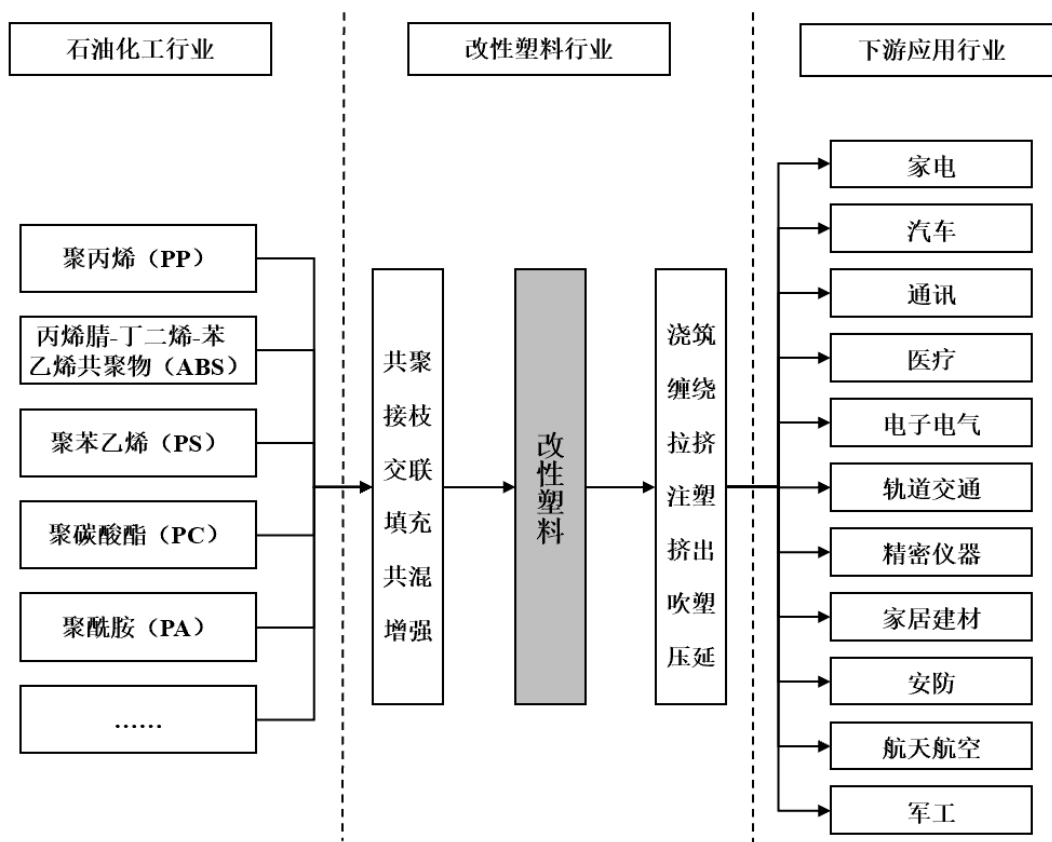 石油化工行业
改性塑料行业
下游应用行业
聚丙烯（PP）
丙烯腈-丁二烯-苯
乙烯共聚物（ABS）
聚苯乙烯（PS）
聚碳酸酯（PC）
聚酰胺（PA）
……
共聚
接枝
交联
填充
共混
增强
改性塑料
浇筑
缠绕
拉挤
注塑
挤出
吹塑
压延
家电
汽车
通讯
医疗
电子电气
轨道交通
精密仪器
家居建材
安防
航天航空
军工